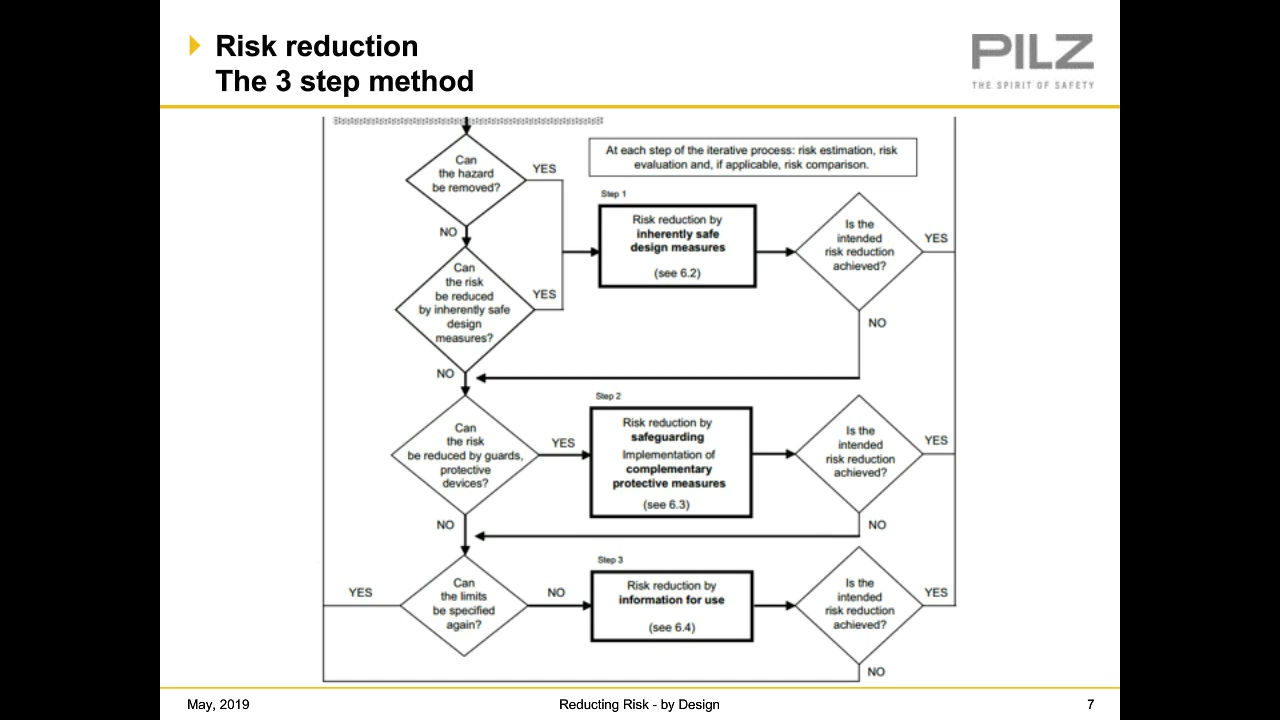 Risk reduction
The 3 step method
PILZ
THE SPIRIT OF SAFETY
At each step of the iterative process: risk estimation, risk
evaluation and, if applicable, risk comparison.
Can
the hazard
be removed?
YES
NO
Step 1
Risk reduction by
inherently safe
design measures
(see 6.2)
Is the
intended
risk reduction
achieved?
YES
NO
Can
the risk
be reduced
by inherently safe
design
measures?
YES
NO
Step 2
Can
the risk
be reduced by guards,
protective
devices?
YES
NO
Risk reduction by
safeguarding
Implementation of
complementary
protective measures
(see 6.3)
Is the
intended
risk reduction
achieved?
YES
NO
Step 3
YES
Can
the limits
be specified
again?
NO
Risk reduction by
information for use
(see 6.4)
Is the
intended
risk reduction
achieved?
YES
NO
May, 2019
Reducting Risk - by Design
7